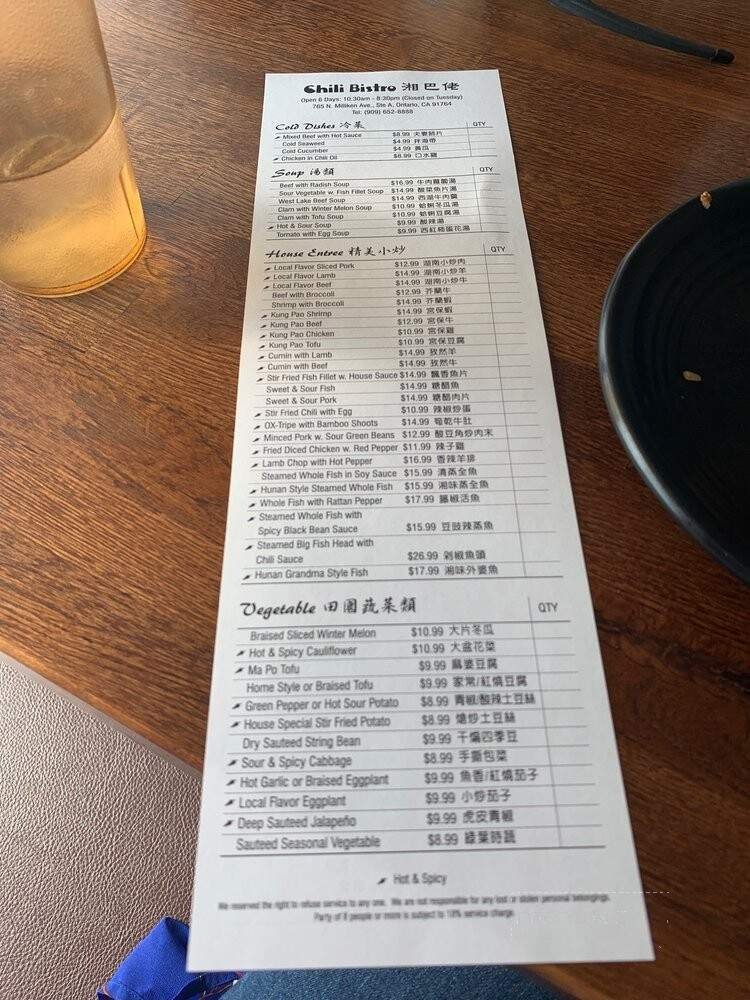 Chili Bistro 湘巴佬
Open 6 Days: 10:30am - 8:30pm (Closed on Tuesday)
765 N. Milliken Ave., Ste A, Ontario, CA 91764
Tel: (909) 652-8888
Cold Dishes 冷菜 QTY
Mixed Beef with Hot Sauce $8.99 夫妻肺片
Cold Seaweed $4.99 拌海帶
Cold Cucumber $4.99 黃瓜
Chicken in Chili Oil $8.99 口水雞
Soup 湯類 QTY
Beef with Radish Soup $16.99 牛肉蘿蔔湯
Sour Vegetable w. Fish Fillet Soup $14.99 酸菜魚片湯
West Lake Beef Soup $14.99 西湖牛肉羹
Clam with Winter Melon Soup $10.99 蛤蜊冬瓜湯
Clam with Tofu Soup $10.99 蛤蜊豆腐湯
Hot & Sour Soup $9.99 酸辣湯
Tomato with Egg Soup $9.99 西紅柿蛋花湯
House Entree 精美小炒 QTY
Local Flavor Sliced Pork $12.99 湖南小炒肉
Local Flavor Lamb $14.99 湖南小炒羊
Local Flavor Beef $14.99 湖南小炒牛
Beef with Broccoli $12.99 芥蘭牛
Shrimp with Broccoli $14.99 芥蘭蝦
Kung Pao Shrimp $14.99 宮保蝦
Kung Pao Beef $12.99 宮保牛
Kung Pao Chicken $10.99 宮保雞
Kung Pao Tofu $10.99 宮保豆腐
Cumin with Lamb $14.99 孜然羊
Cumin with Beef $14.99 孜然牛
Stir Fried Fish Fillet w. House Sauce $14.99 飄香魚片
Sweet & Sour Fish $14.99 糖醋魚
Sweet & Sour Pork $14.99 糖醋肉片
Stir Fried Chili with Egg $10.99 辣椒炒蛋
OX-Tripe with Bamboo Shoots $14.99 筍乾牛肚
Minced Pork w. Sour Green Beans $12.99 酸豆角炒肉末
Fried Diced Chicken w. Red Pepper $11.99 辣子雞
Lamb Chop with Hot Pepper $16.99 香辣羊排
Steamed Whole Fish in Soy Sauce $15.99 清蒸全魚
Hunan Style Steamed Whole Fish $15.99 湘味蒸全魚
Whole Fish with Rattan Pepper $17.99 藤椒活魚
Steamed Whole Fish with
Spicy Black Bean Sauce $15.99 豆豉辣蒸魚
Steamed Big Fish Head with
Chili Sauce $26.99 剁椒魚頭
Hunan Grandma Style Fish $17.99 湘味外婆魚
Vegetable 田園蔬菜類 QTY
Braised Sliced Winter Melon $10.99 大片冬瓜
Hot & Spicy Cauliflower $10.99 大盆花菜
Ma Po Tofu $9.99 麻婆豆腐
Home Style or Braised Tofu $9.99 家常/紅燒豆腐
Green Pepper or Hot Sour Potato $8.99 青椒/酸辣土豆絲
House Special Stir Fried Potato $8.99 熗炒土豆絲
Dry Sauteed String Bean $9.99 干煸四季豆
Sour & Spicy Cabbage $8.99 手撕包菜
Hot Garlic or Braised Eggplant $9.99 魚香/紅燒茄子
Local Flavor Eggplant $9.99 小炒茄子
Deep Sauteed Jalapeño $9.99 虎皮青椒
Sauteed Seasonal Vegetable $8.99 綠葉時蔬
Hot & Spicy
We reserved the right to refuse service to any one. We are not responsible for any lost or stolen personal belongings.
Party of 8 people or more is subject to 18% service charge.